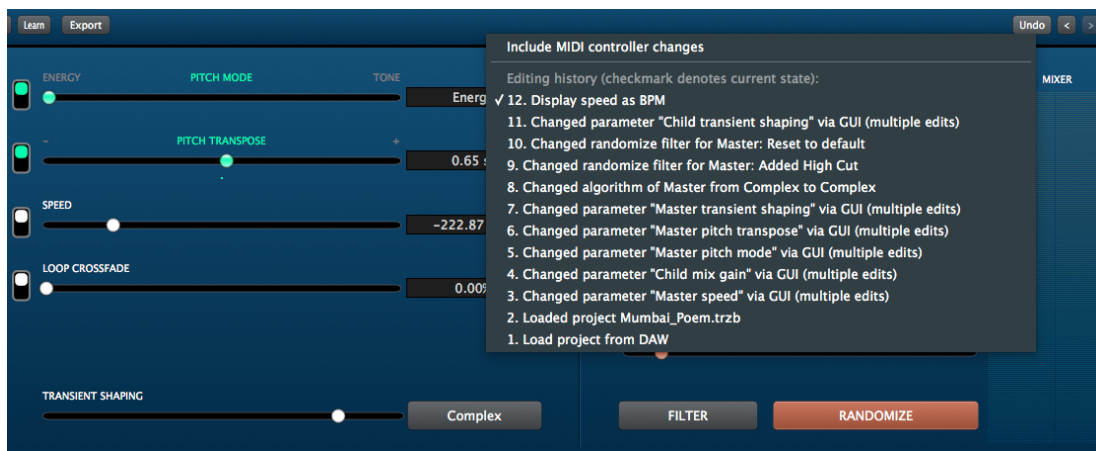 Learn Export Undo < >
Include MIDI controller changes
Editing history (checkmark denotes current state):
✓ 12. Display speed as BPM
11. Changed parameter "Child transient shaping" via GUI (multiple edits)
10. Changed randomize filter for Master: Reset to default
9. Changed randomize filter for Master: Added High Cut
8. Changed algorithm of Master from Complex to Complex
7. Changed parameter "Master transient shaping" via GUI (multiple edits)
6. Changed parameter "Master pitch transpose" via GUI (multiple edits)
5. Changed parameter "Master pitch mode" via GUI (multiple edits)
4. Changed parameter "Child mix gain" via GUI (multiple edits)
3. Changed parameter "Master speed" via GUI (multiple edits)
2. Loaded project Mumbai_Poem.trzb
1. Load project from DAW
MIXER
ENERGY PITCH MODE TONE
Energ
- PITCH TRANSPOSE +
0.65 s
SPEED
-222.87
LOOP CROSSFADE
0.00%
TRANSIENT SHAPING
Complex
FILTER
RANDOMIZE